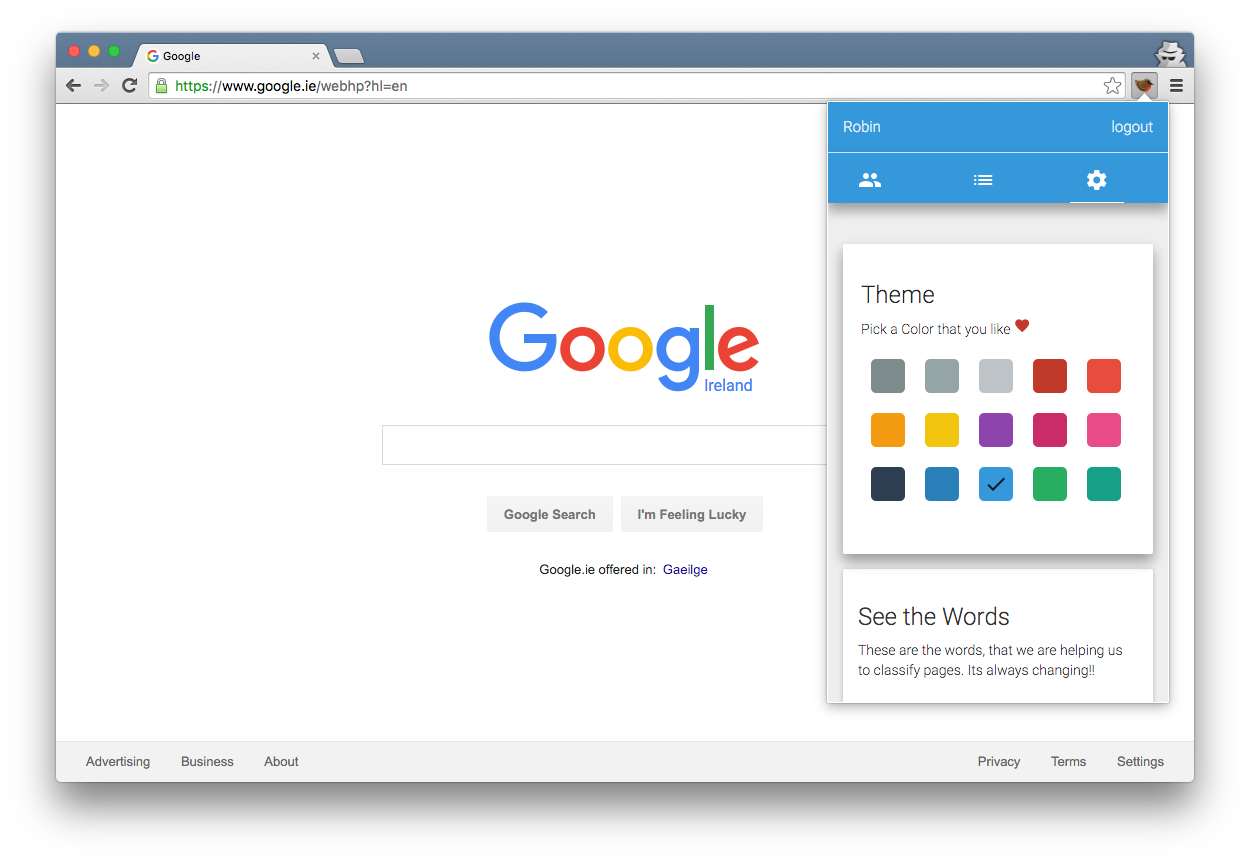 Google
https://www.google.ie/webhp?hl=en
Robin
logout
Theme
Pick a Color that you like
Google
Ireland
Google Search
I'm Feeling Lucky
Google.ie offered in: Gaeilge
See the Words
These are the words, that we are helping us
to classify pages. Its always changing!!
Advertising
Business
About
Privacy
Terms
Settings